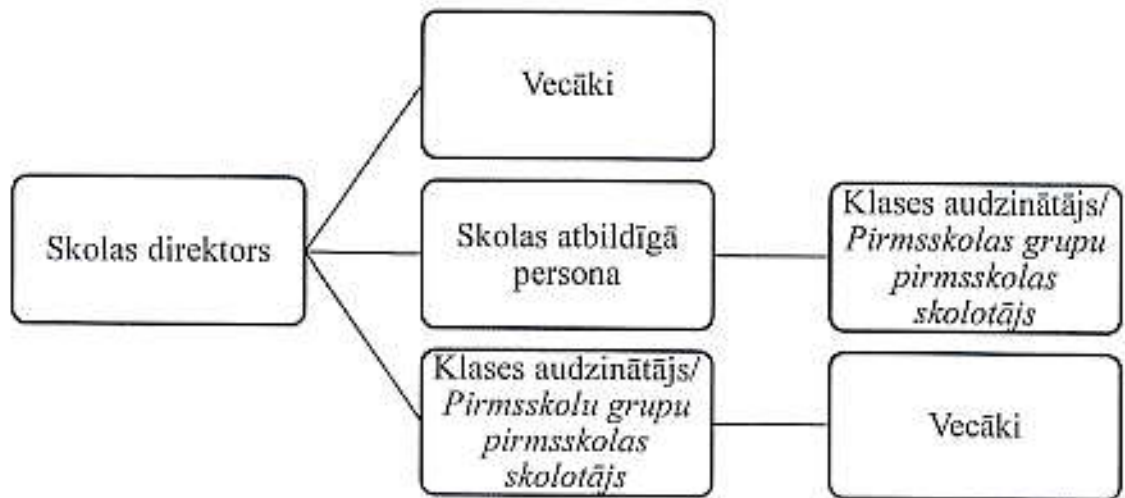 Vecāki
Skolas direktors
Skolas atbildīgā
persona
Klases audzinātājs/
Pirmsskolas grupu
pirmsskolas
skolotājs
Klases audzinātājs/
Pirmsskolu grupu
pirmsskolas
skolotājs
Vecāki